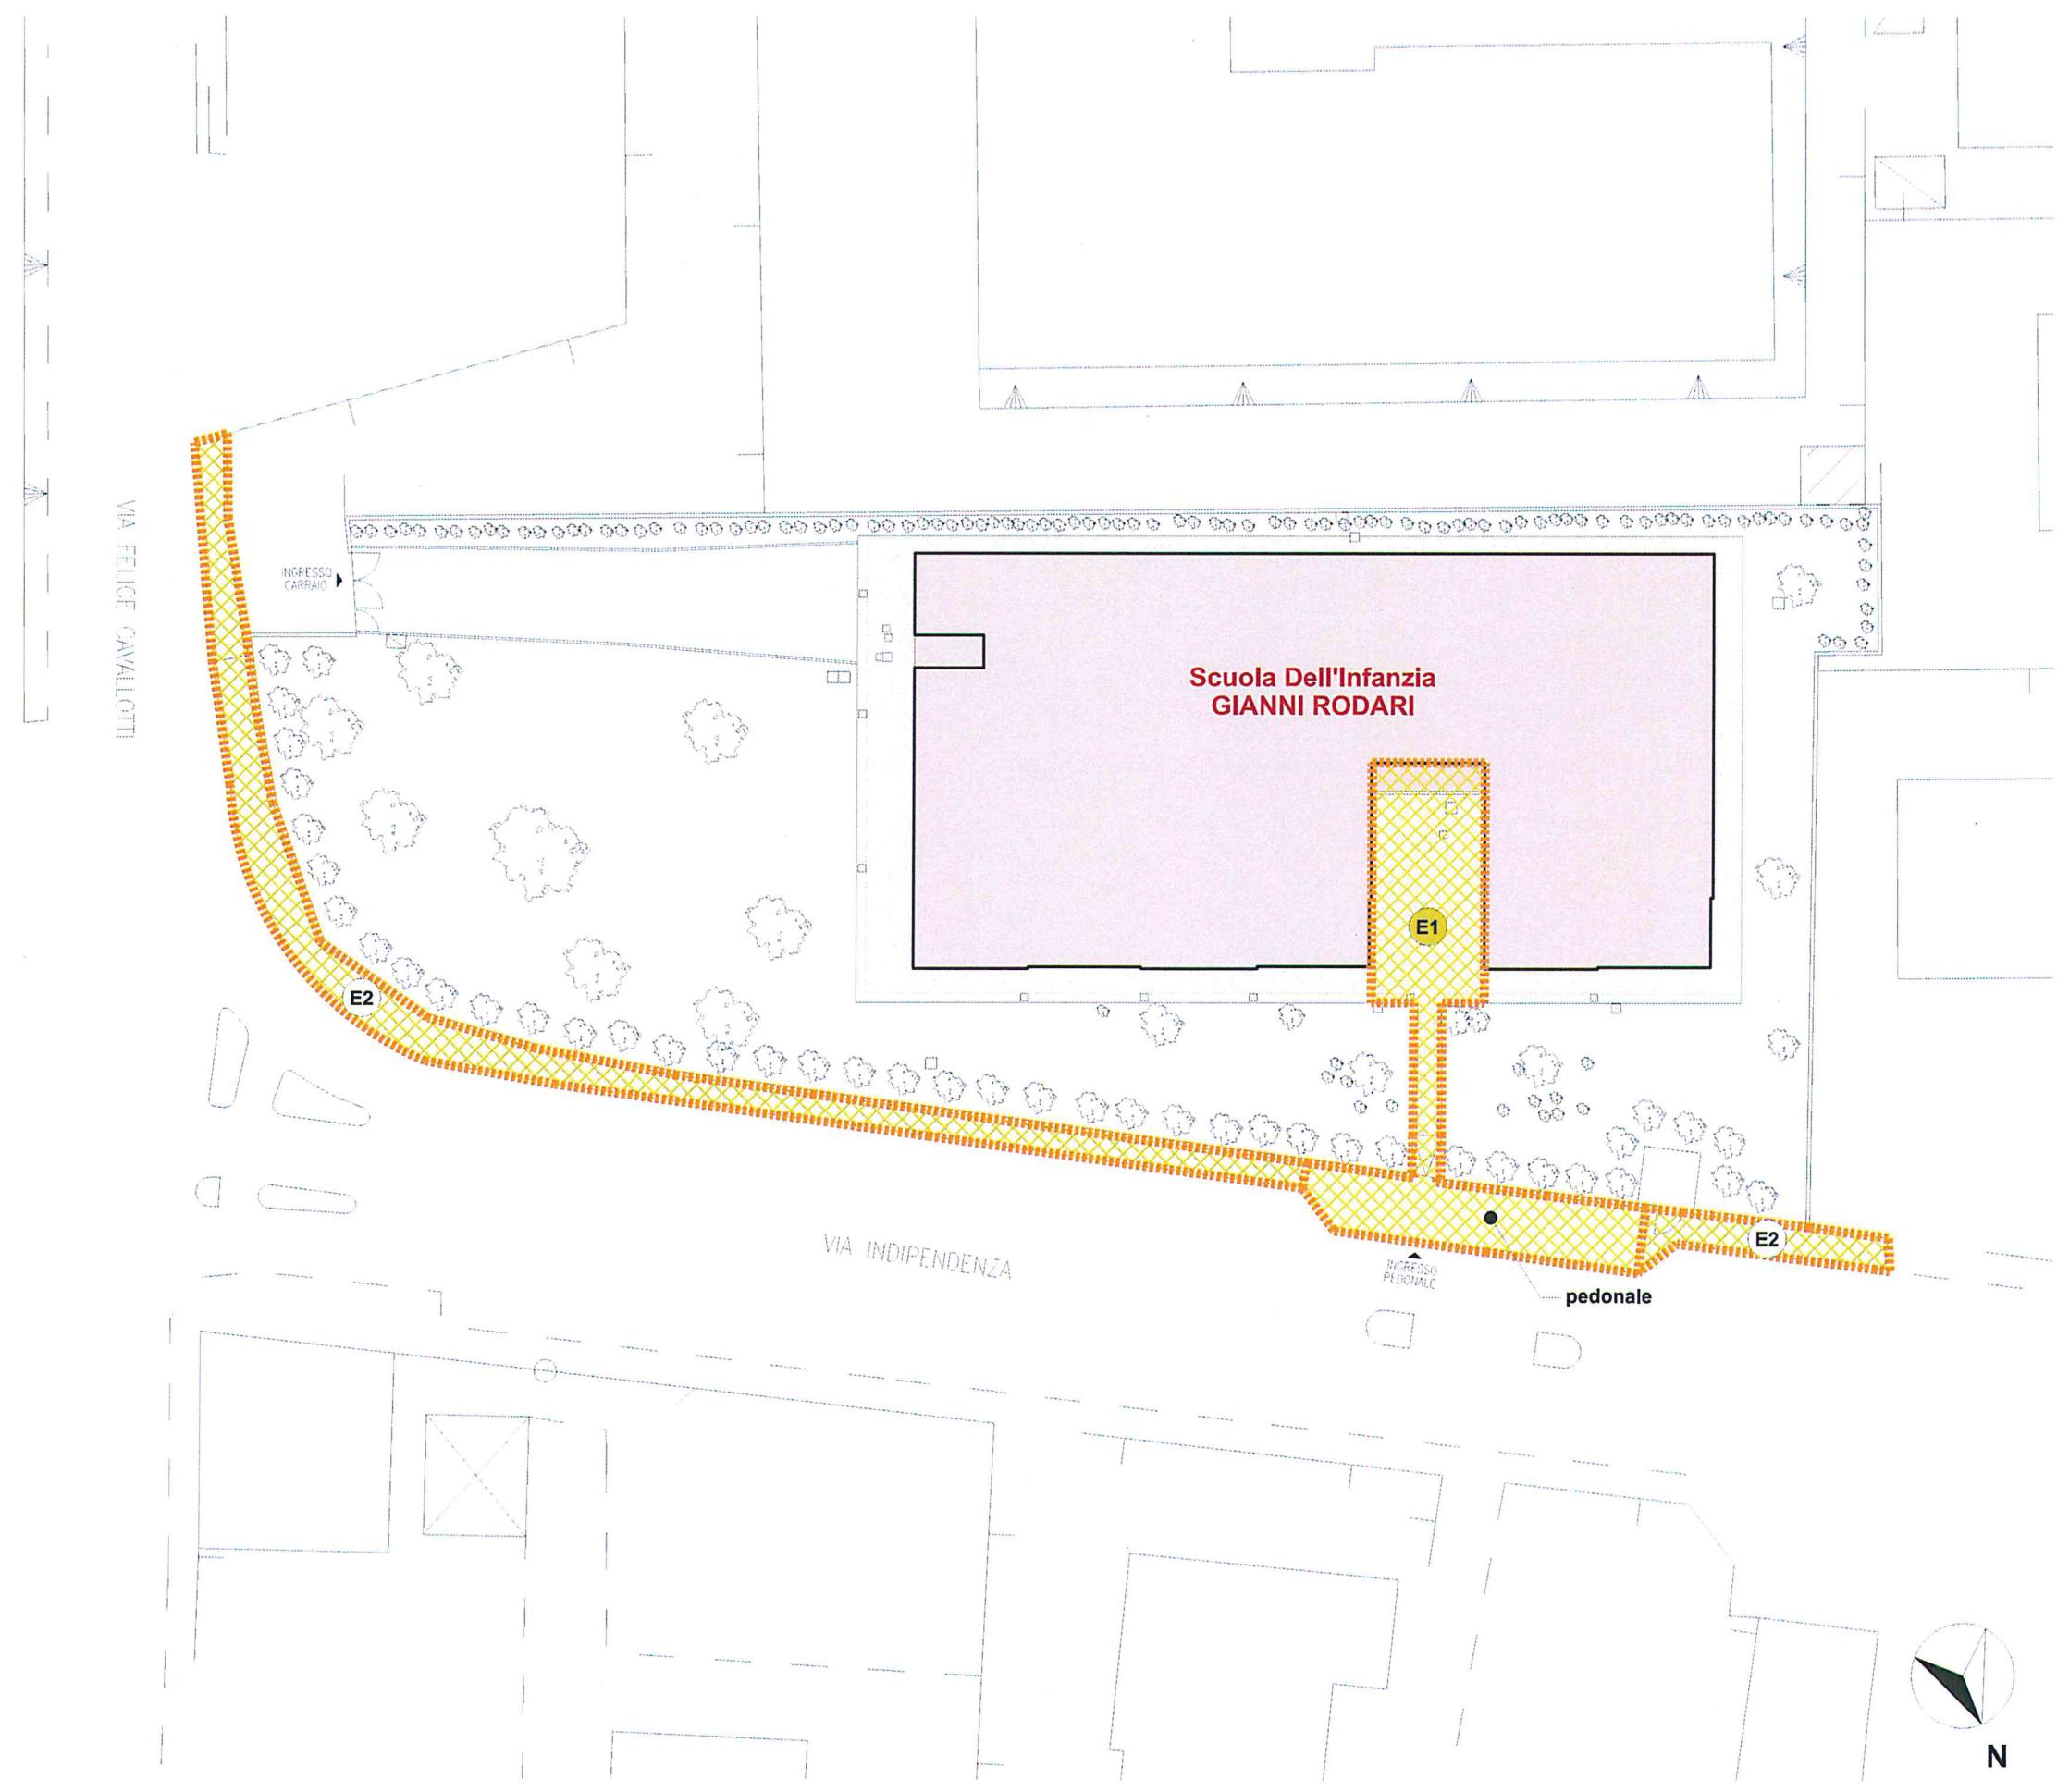 VIA FELICE CAVALLOTTI
INGRESSO
CARRAIO
Scuola Dell'Infanzia
GIANNI RODARI
E1
E2
E2
VIA INDIPENDENZA
INGRESSO
PEDONALE
pedonale
N